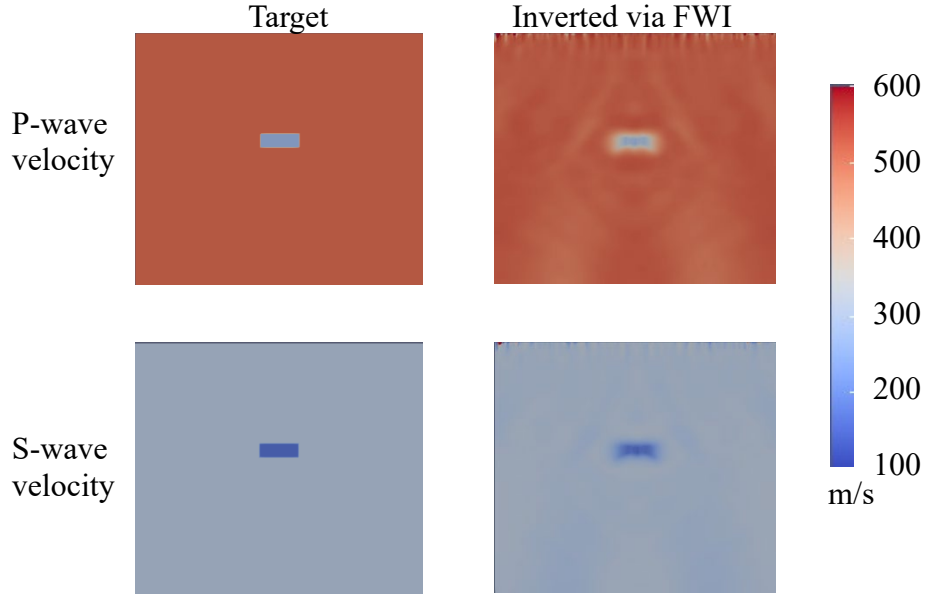 Target
Inverted via FWI
P-wave
velocity
S-wave
velocity
600
500
400
300
200
100
m/s